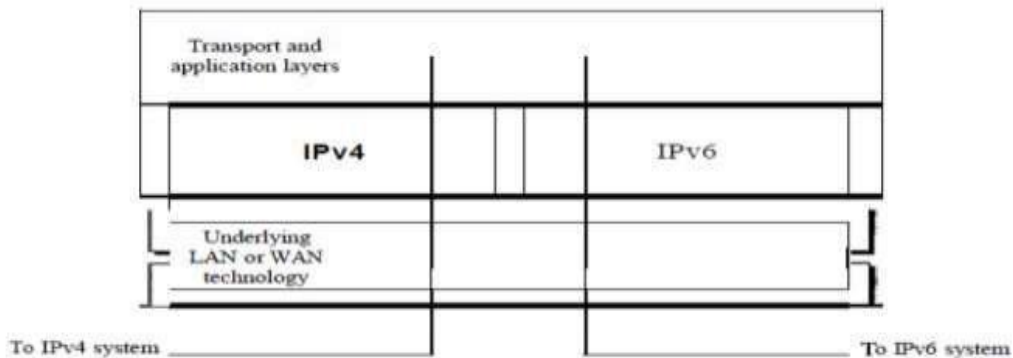 Transport and
application layers
IPv4
IPv6
Underlying
LAN or WAN
technology
To IPv4 system
To IPv6 system